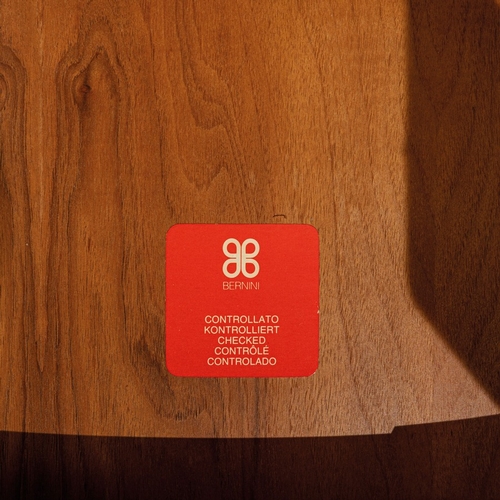 BERNINI
CONTROLLATO
KONTROLLIERT
CHECKED
CONTRÔLÉ
CONTROLADO